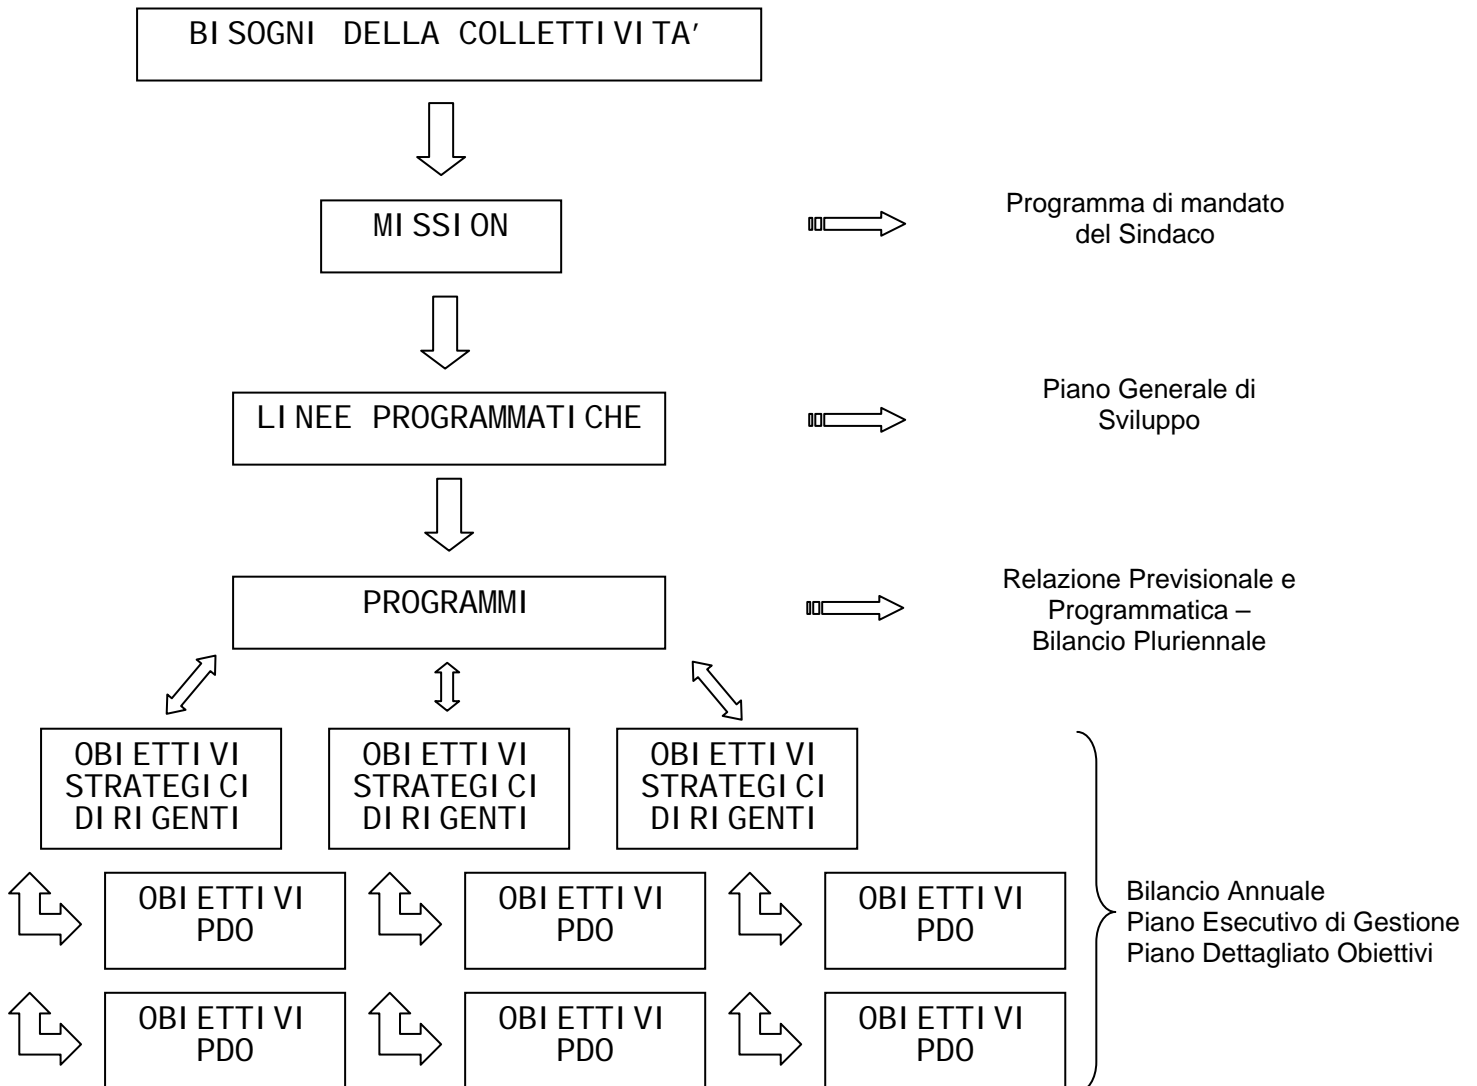 BISOGNI DELLA COLLETTIVITA'
MISSION
Programma di mandato
del Sindaco
LINEE PROGRAMMATICHE
Piano Generale di
Sviluppo
PROGRAMMI
Relazione Previsionale e
Programmatica –
Bilancio Pluriennale
OBIETTIVI
STRATEGICI
DIRIGENTI
OBIETTIVI
STRATEGICI
DIRIGENTI
OBIETTIVI
STRATEGICI
DIRIGENTI
OBIETTIVI
PDO
OBIETTIVI
PDO
OBIETTIVI
PDO
Bilancio Annuale
Piano Esecutivo di Gestione
Piano Dettagliato Obiettivi
OBIETTIVI
PDO
OBIETTIVI
PDO
OBIETTIVI
PDO